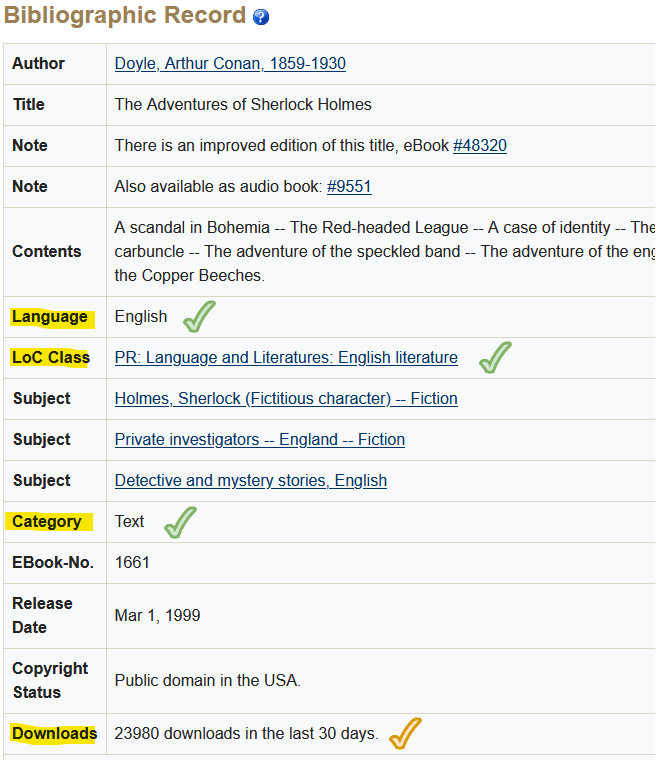 Bibliographic Record ?
Author Doyle, Arthur Conan, 1859-1930
Title The Adventures of Sherlock Holmes
Note There is an improved edition of this title, eBook #48320
Note Also available as audio book: #9551
Contents A scandal in Bohemia -- The Red-headed League -- A case of identity -- The
carbuncle -- The adventure of the speckled band -- The adventure of the eng
the Copper Beeches.
Language English
LoC Class PR: Language and Literatures: English literature
Subject Holmes, Sherlock (Fictitious character) -- Fiction
Subject Private investigators -- England -- Fiction
Subject Detective and mystery stories, English
Category Text
EBook-No. 1661
Release
Date Mar 1, 1999
Copyright
Status Public domain in the USA.
Downloads 23980 downloads in the last 30 days.